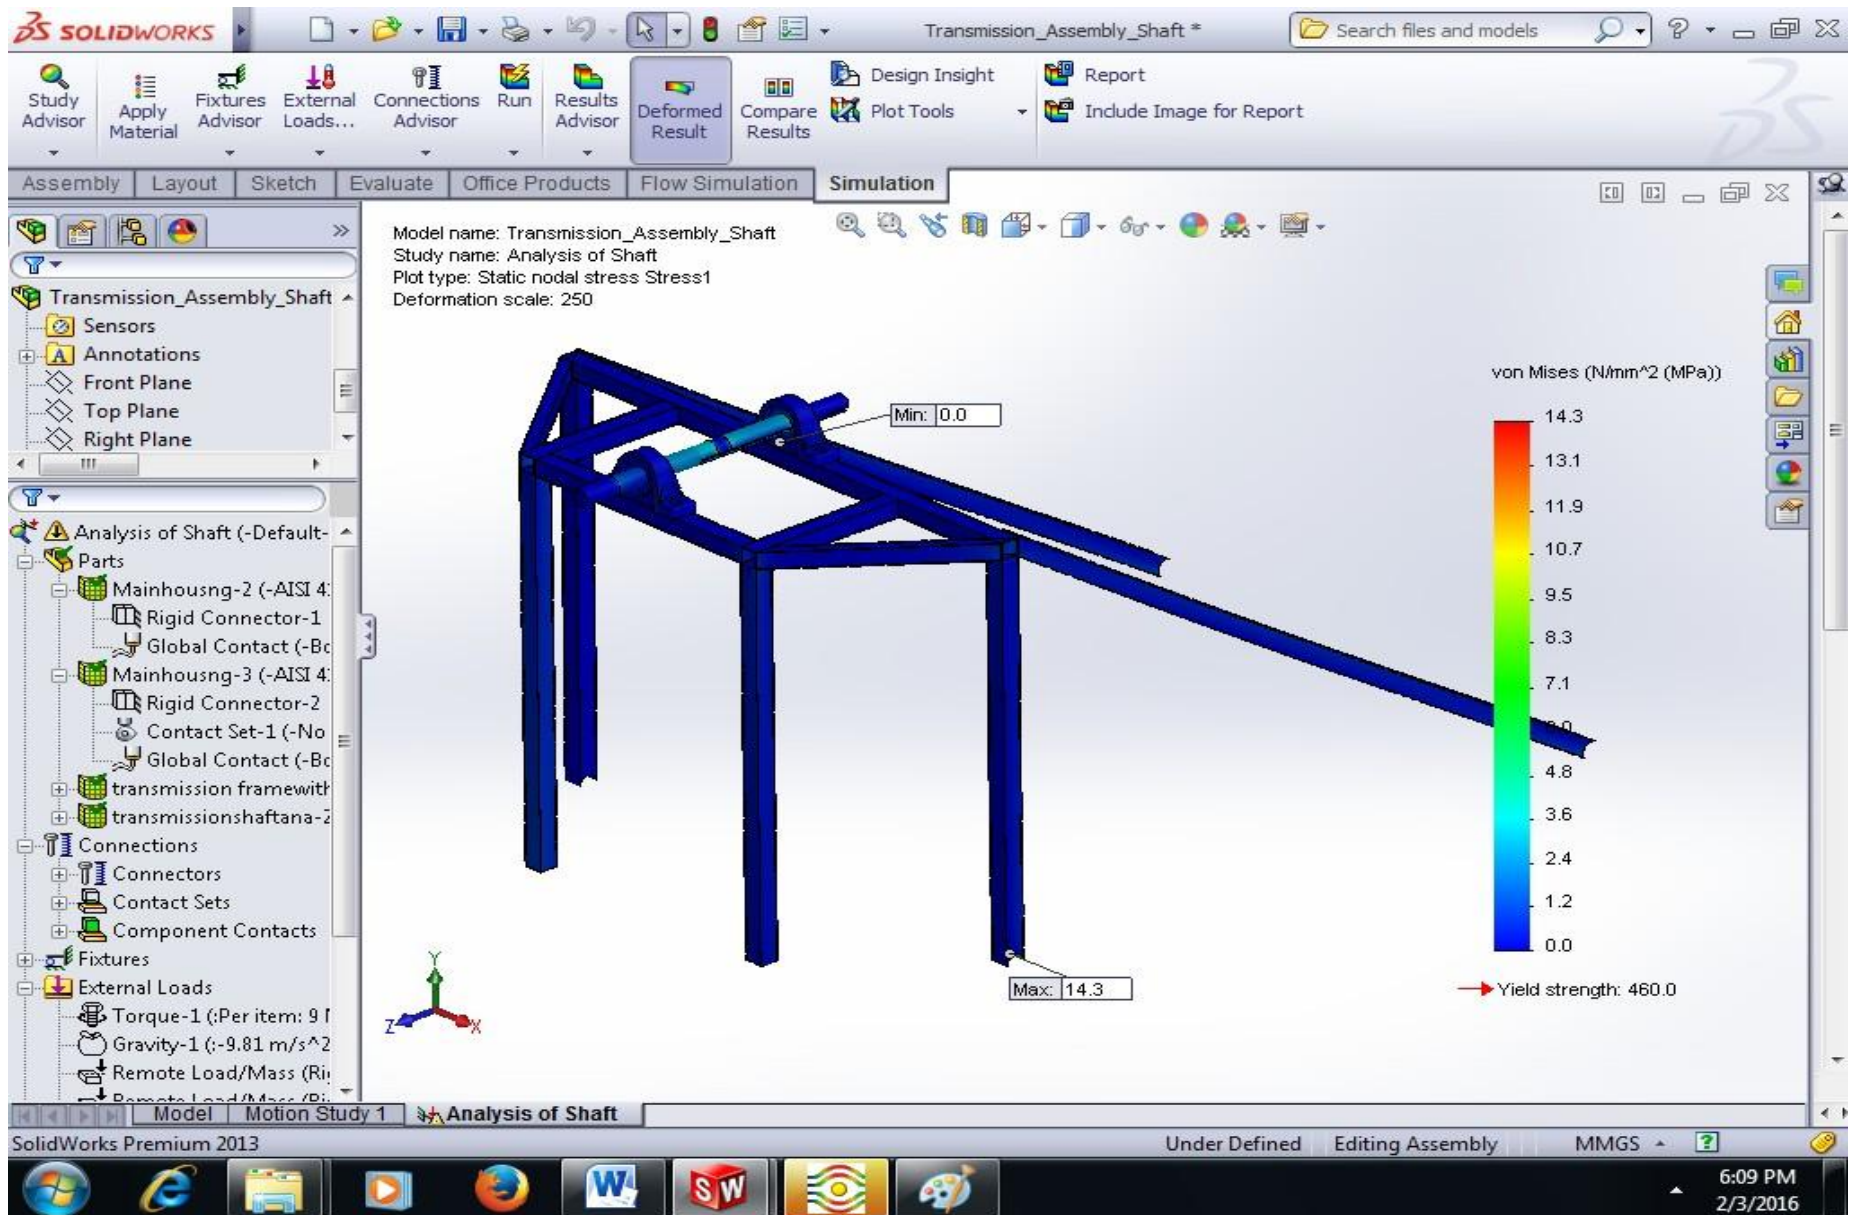 SOLIDWORKS
Transmission_Assembly_Shaft *
Search files and models
Study Advisor
Apply Material
Fixtures Advisor
External Loads...
Connections Advisor
Run
Results Advisor
Deformed Result
Compare Results
Design Insight
Plot Tools
Report
Include Image for Report
Assembly Layout Sketch Evaluate Office Products Flow Simulation Simulation
Transmission_Assembly_Shaft
Sensors
A Annotations
Front Plane
Top Plane
Right Plane
Analysis of Shaft (-Default-
Parts
Mainhousng-2 (-AISI 4
Rigid Connector-1
Global Contact (-Bo
Mainhousng-3 (-AISI 4
Rigid Connector-2
Contact Set-1 (-No
Global Contact (-Bo
transmission framewith
transmissionshaftana-2
Connections
Connectors
Contact Sets
Component Contacts
Fixtures
External Loads
Torque-1 (:Per item: 9
Gravity-1 (:-9.81 m/s^2
Remote Load/Mass (Ri
Remote Load/Mass
Model name: Transmission_Assembly_Shaft
Study name: Analysis of Shaft
Plot type: Static nodal stress Stress1
Deformation scale: 250
Min: 0.0
Max: 14.3
Y
Z
X
von Mises (N/mm^2 (MPa))
14.3
13.1
11.9
10.7
9.5
8.3
7.1
4.8
3.6
2.4
1.2
0.0
Yield strength: 460.0
Model Motion Study 1 Analysis of Shaft
SolidWorks Premium 2013
Under Defined Editing Assembly MMGS ?
W
SW
6:09 PM
2/3/2016